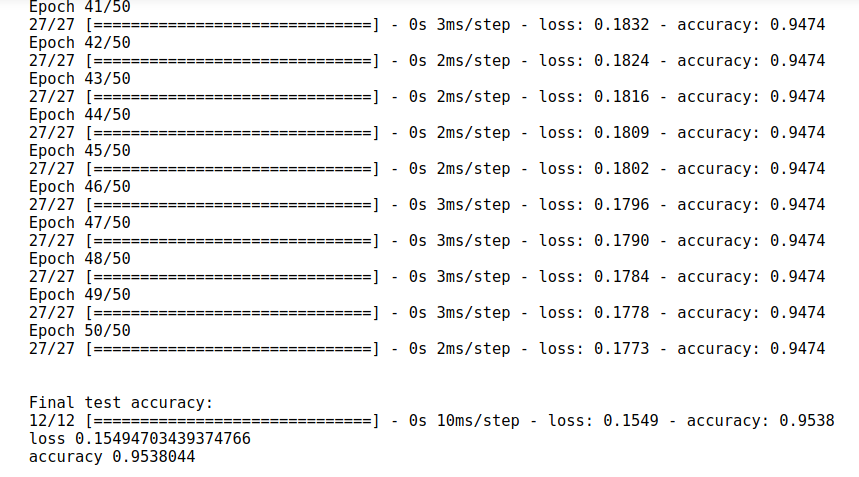 Epoch 41/50
27/27 [==============================] - 0s 3ms/step - loss: 0.1832 - accuracy: 0.9474
Epoch 42/50
27/27 [==============================] - 0s 2ms/step - loss: 0.1824 - accuracy: 0.9474
Epoch 43/50
27/27 [==============================] - 0s 2ms/step - loss: 0.1816 - accuracy: 0.9474
Epoch 44/50
27/27 [==============================] - 0s 2ms/step - loss: 0.1809 - accuracy: 0.9474
Epoch 45/50
27/27 [==============================] - 0s 2ms/step - loss: 0.1802 - accuracy: 0.9474
Epoch 46/50
27/27 [==============================] - 0s 3ms/step - loss: 0.1796 - accuracy: 0.9474
Epoch 47/50
27/27 [==============================] - 0s 3ms/step - loss: 0.1790 - accuracy: 0.9474
Epoch 48/50
27/27 [==============================] - 0s 3ms/step - loss: 0.1784 - accuracy: 0.9474
Epoch 49/50
27/27 [==============================] - 0s 3ms/step - loss: 0.1778 - accuracy: 0.9474
Epoch 50/50
27/27 [==============================] - 0s 2ms/step - loss: 0.1773 - accuracy: 0.9474
Final test accuracy:
12/12 [==============================] - 0s 10ms/step - loss: 0.1549 - accuracy: 0.9538
loss 0.15494703439374766
accuracy 0.9538044